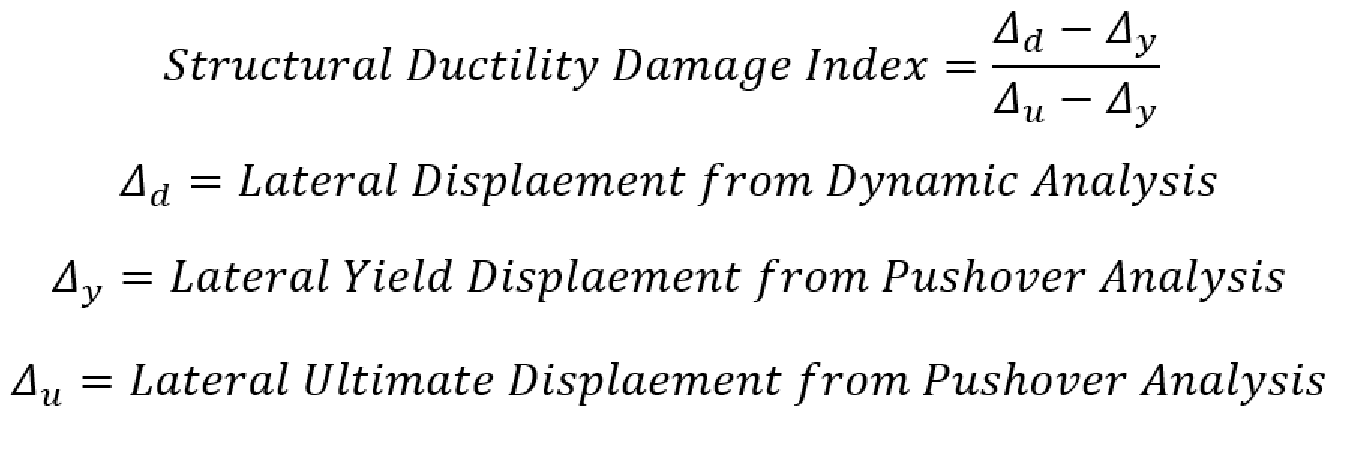 Structural Ductility Damage Index = (Δd − Δy) / (Δu − Δy)
Δd = Lateral Displaement from Dynamic Analysis
Δy = Lateral Yield Displaement from Pushover Analysis
Δu = Lateral Ultimate Displaement from Pushover Analysis